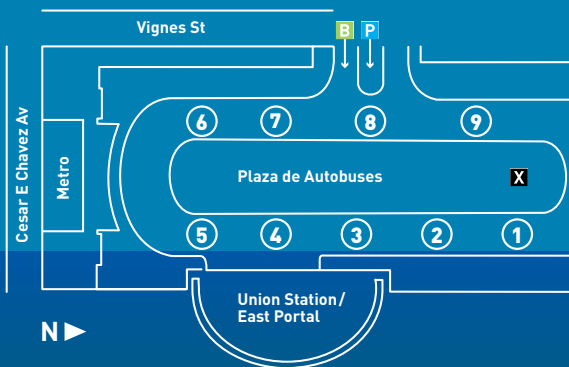 Vignes St
B P
Cesar E Chavez Av
Metro
6 7 8 9
Plaza de Autobuses
X
5 4 3 2 1
Union Station/
East Portal
N